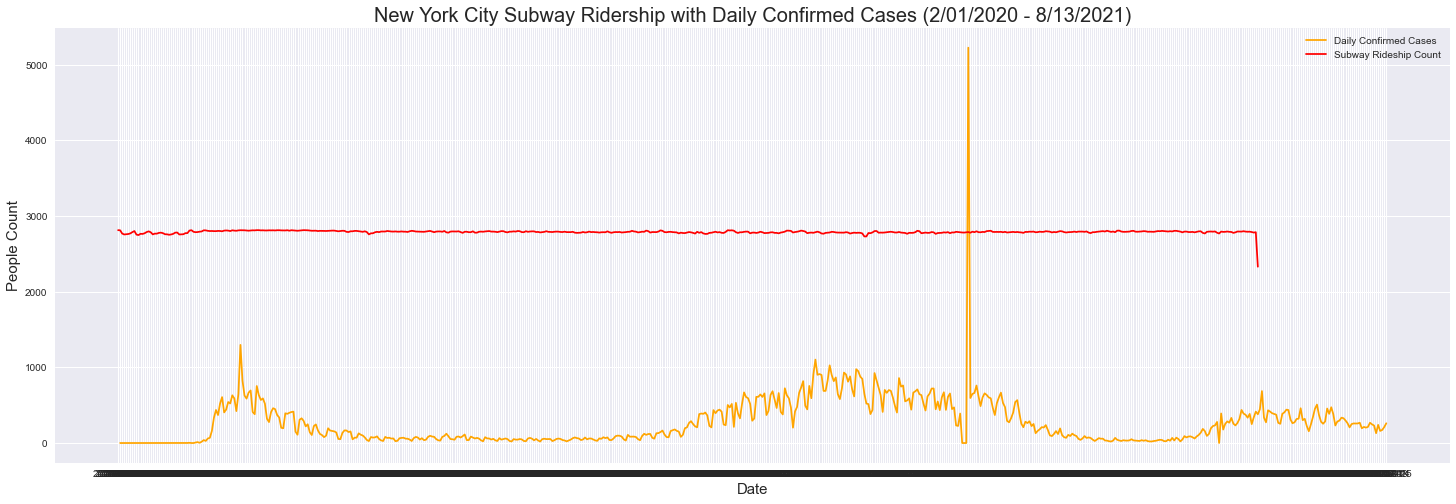 New York City Subway Ridership with Daily Confirmed Cases (2/01/2020 - 8/13/2021)
Daily Confirmed Cases
Subway Rideship Count
5000
4000
3000
2000
1000
0
People Count
Date